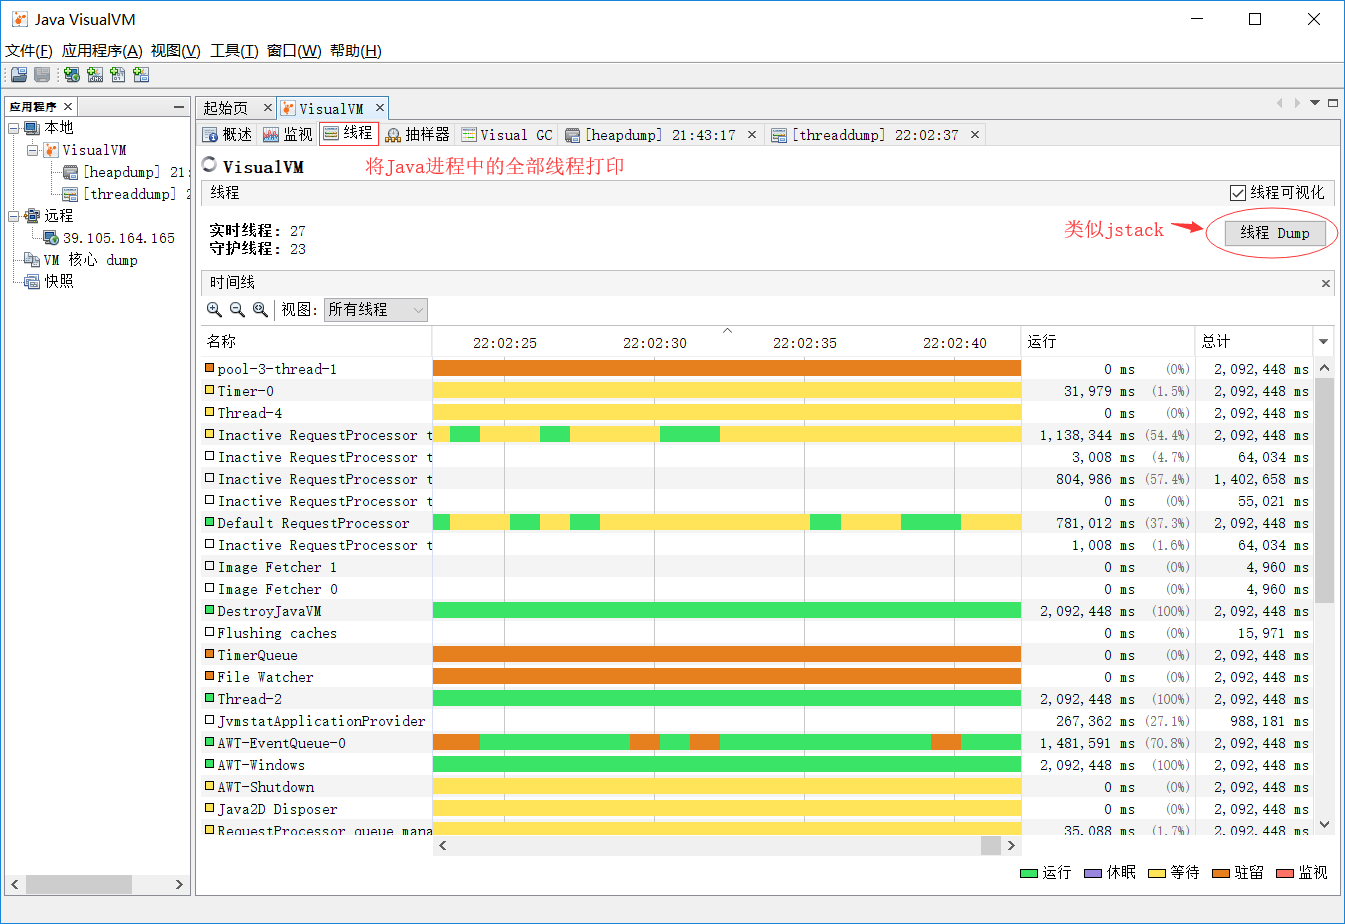 Java VisualVM
文件(F) 应用程序(A) 视图(V) 工具(T) 窗口(W) 帮助(H)
应用程序
本地
VisualVM
[heapdump] 21:
[threaddump] 2
远程
39.105.164.165
VM 核心 dump
快照
起始页 VisualVM
概述 监视 线程 抽样器 Visual GC [heapdump] 21:43:17 [threaddump] 22:02:37
VisualVM 将Java进程中的全部线程打印
线程 线程可视化
实时线程: 27
守护线程: 23
类似jstack 线程 Dump
时间线
视图: 所有线程
名称 22:02:25 22:02:30 22:02:35 22:02:40 运行 总计
pool-3-thread-1 0 ms (0%) 2,092,448 ms
Timer-0 31,979 ms (1.5%) 2,092,448 ms
Thread-4 0 ms (0%) 2,092,448 ms
Inactive RequestProcessor t 1,138,344 ms (54.4%) 2,092,448 ms
Inactive RequestProcessor t 3,008 ms (4.7%) 64,034 ms
Inactive RequestProcessor t 804,986 ms (57.4%) 1,402,658 ms
Inactive RequestProcessor t 0 ms (0%) 55,021 ms
Default RequestProcessor 781,012 ms (37.3%) 2,092,448 ms
Inactive RequestProcessor t 1,008 ms (1.6%) 64,034 ms
Image Fetcher 1 0 ms (0%) 4,960 ms
Image Fetcher 0 0 ms (0%) 4,960 ms
DestroyJavaVM 2,092,448 ms (100%) 2,092,448 ms
Flushing caches 0 ms (0%) 15,971 ms
TimerQueue 0 ms (0%) 2,092,448 ms
File Watcher 0 ms (0%) 2,092,448 ms
Thread-2 2,092,448 ms (100%) 2,092,448 ms
JvmstatApplicationProvider 267,362 ms (27.1%) 988,181 ms
AWT-EventQueue-0 1,481,591 ms (70.8%) 2,092,448 ms
AWT-Windows 2,092,448 ms (100%) 2,092,448 ms
AWT-Shutdown 0 ms (0%) 2,092,448 ms
Java2D Disposer 0 ms (0%) 2,092,448 ms
RequestProcessor queue mana 35,088 ms (1.7%) 2,092,448 ms
运行 休眠 等待 驻留 监视